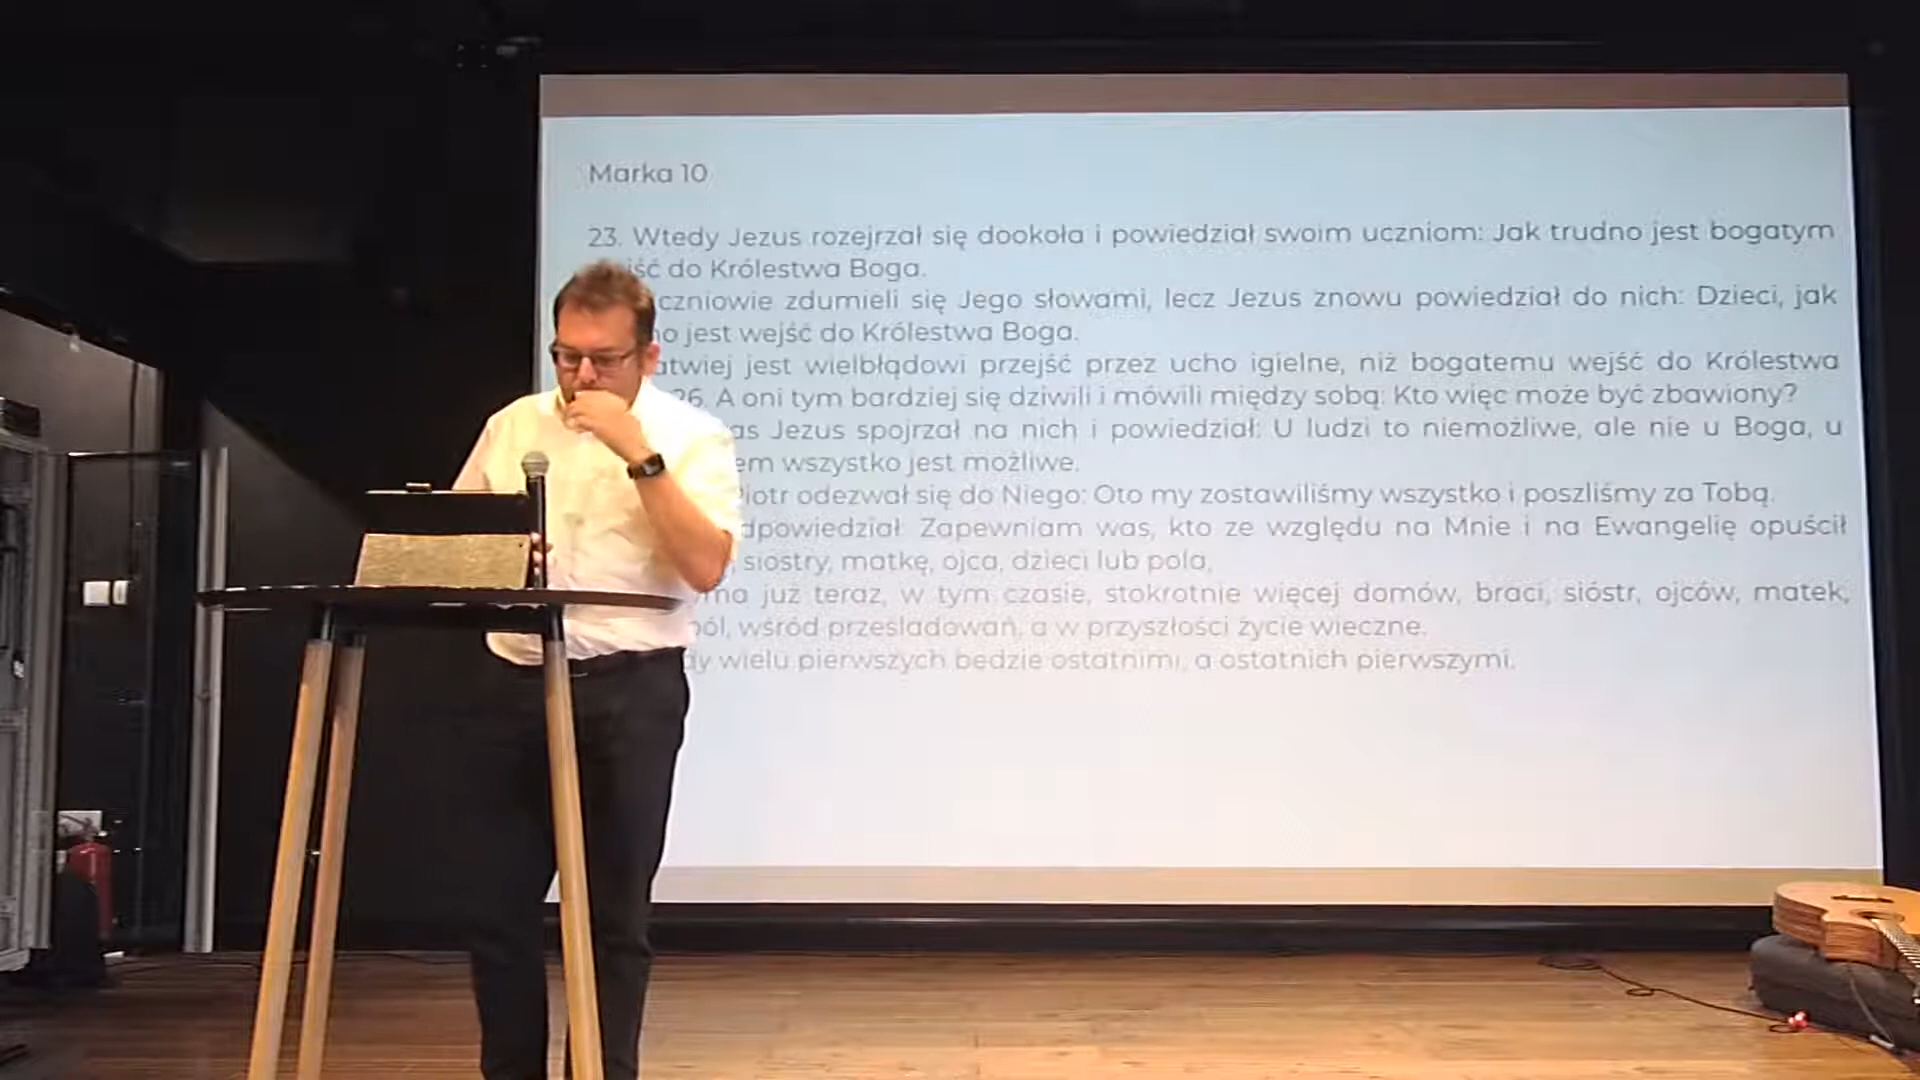 Marka 10
23. Wtedy Jezus rozejrzał się dookoła i powiedział swoim uczniom: Jak trudno jest bogatym
do Królestwa Boga.
zdumieli się Jego słowami, lecz Jezus znowu powiedział do nich: Dzieci, jak
jest wejść do Królestwa Boga.
jest wielbłądowi przejść przez ucho igielne, niż bogatemu wejść do Królestwa
26. A oni tym bardziej się dziwili i mówili między sobą: Kto więc może być zbawiony?
Jezus spojrzał na nich i powiedział: U ludzi to niemożliwe, ale nie u Boga, u
wszystko jest możliwe.
Piotr odezwał się do Niego: Oto my zostawiliśmy wszystko i poszliśmy za Tobą.
Zapewniam was, kto ze względu na Mnie i na Ewangelię opuścił
siostry, matkę, ojca, dzieci lub pola,
już teraz, w tym czasie, stokrotnie więcej domów, braci, sióstr, ojców, matek,
wśród prześladowań, a w przyszłości życie wieczne.
wielu pierwszych będzie ostatnimi, a ostatnich pierwszymi.